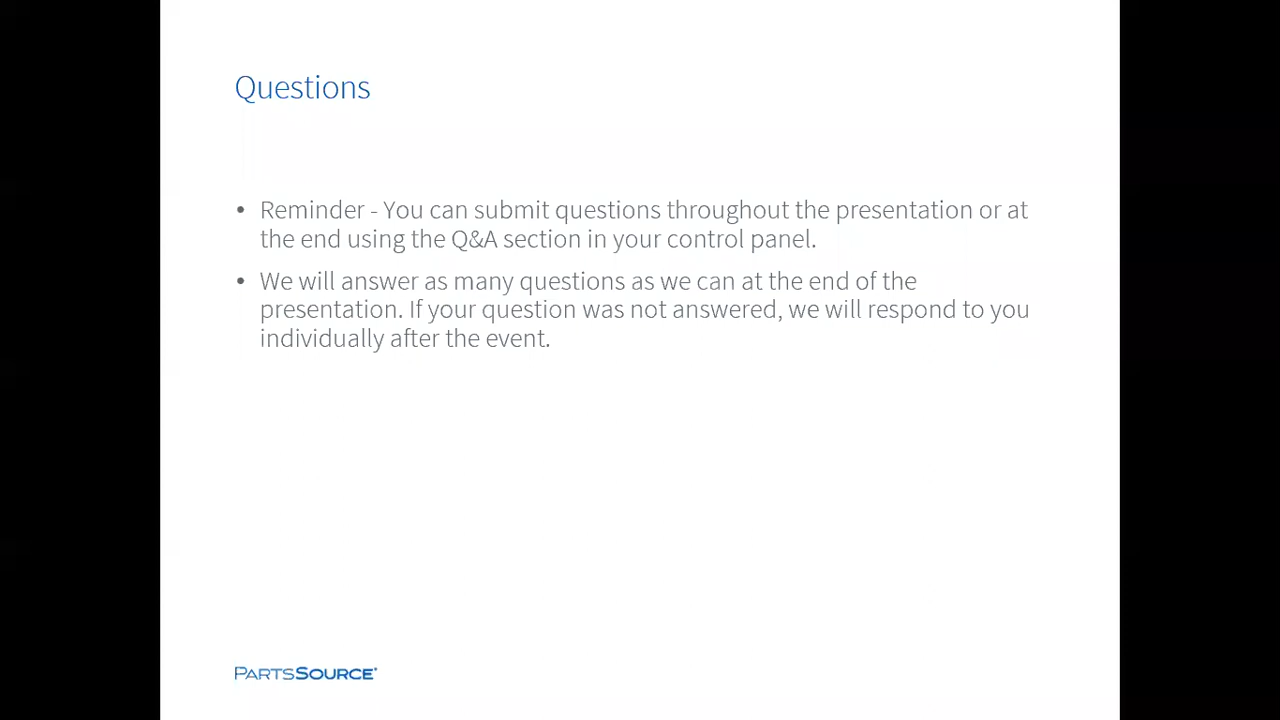 Questions
• Reminder - You can submit questions throughout the presentation or at
the end using the Q&A section in your control panel.
• We will answer as many questions as we can at the end of the
presentation. If your question was not answered, we will respond to you
individually after the event.
PARTSSOURCE